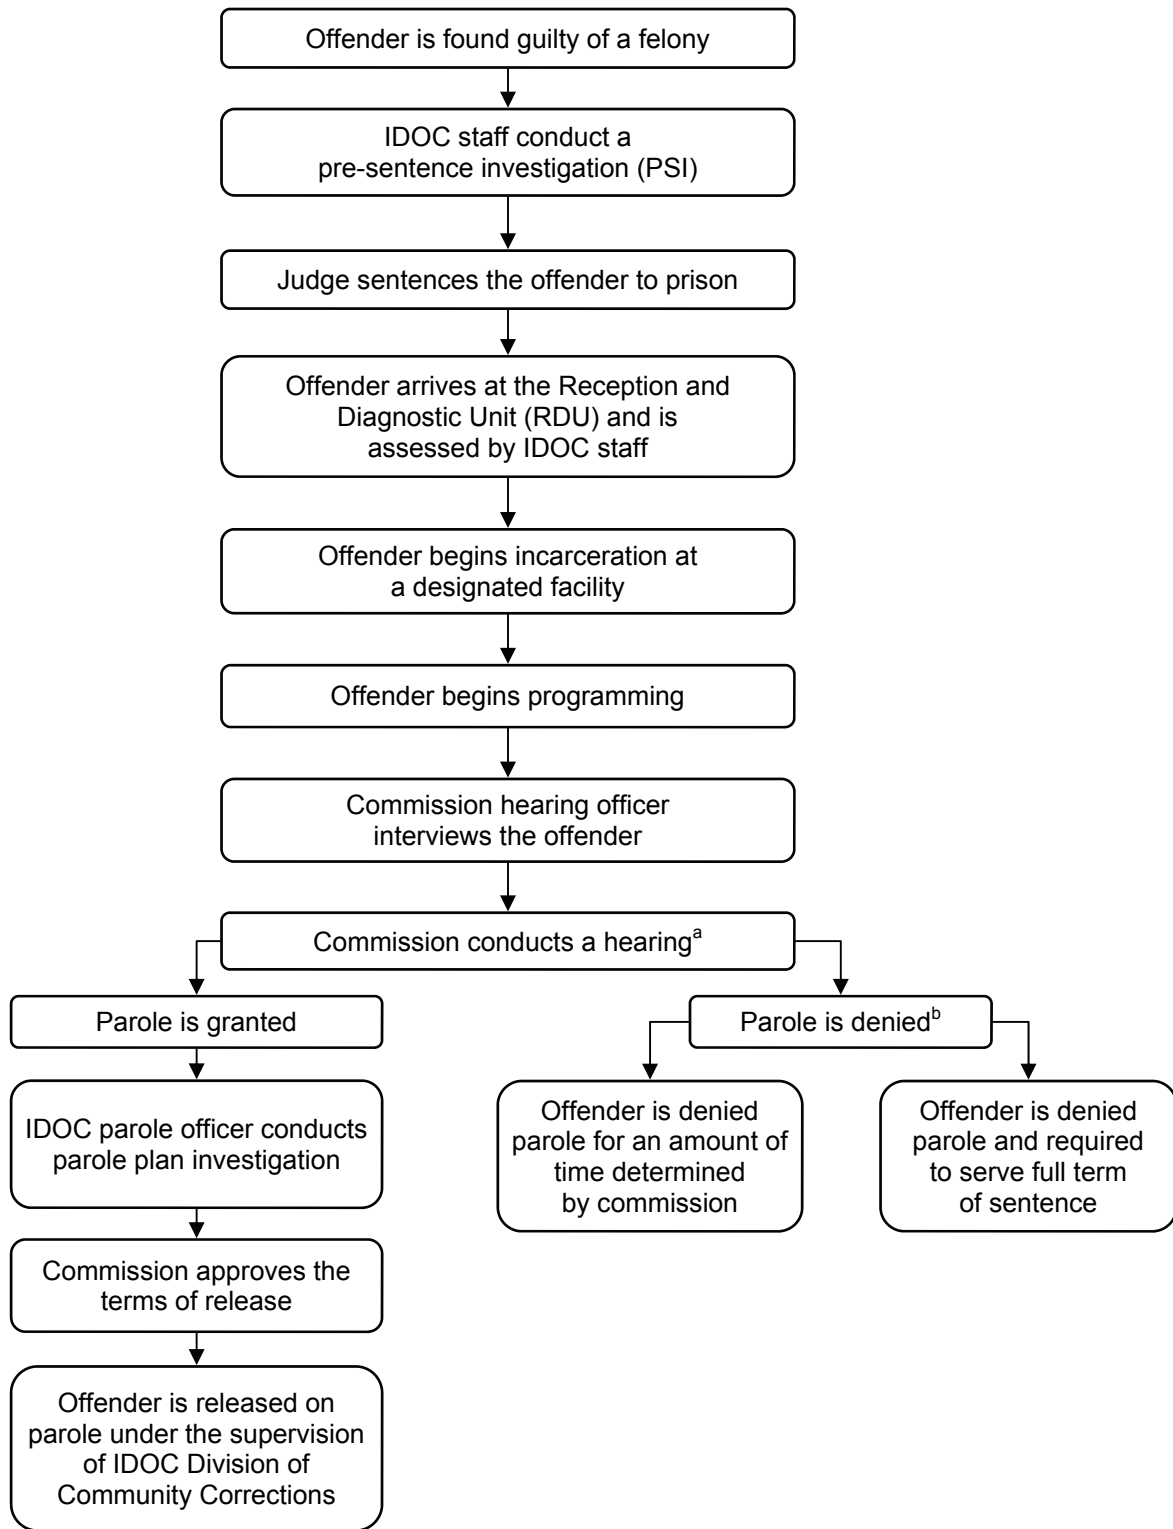 Offender is found guilty of a felony
IDOC staff conduct a
pre-sentence investigation (PSI)
Judge sentences the offender to prison
Offender arrives at the Reception and
Diagnostic Unit (RDU) and is
assessed by IDOC staff
Offender begins incarceration at
a designated facility
Offender begins programming
Commission hearing officer
interviews the offender
Commission conducts a hearingᵃ
Parole is granted
IDOC parole officer conducts
parole plan investigation
Commission approves the
terms of release
Offender is released on
parole under the supervision
of IDOC Division of
Community Corrections
Parole is deniedᵇ
Offender is denied
parole for an amount of
time determined
by commission
Offender is denied
parole and required
to serve full term
of sentence